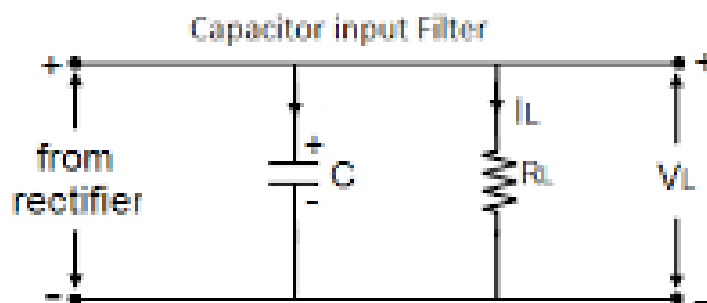 Capacitor input Filter
+ +
IL
from
rectifier
+
C
-
RL
VL
- -